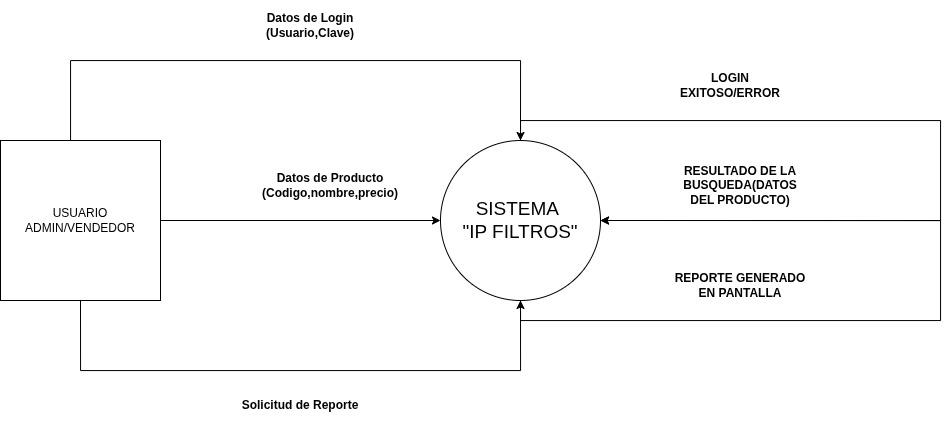 Datos de Login
(Usuario,Clave)
LOGIN
EXITOSO/ERROR
Datos de Producto
(Codigo,nombre,precio)
RESULTADO DE LA
BUSQUEDA(DATOS
DEL PRODUCTO)
USUARIO
ADMIN/VENDEDOR
SISTEMA
"IP FILTROS"
REPORTE GENERADO
EN PANTALLA
Solicitud de Reporte